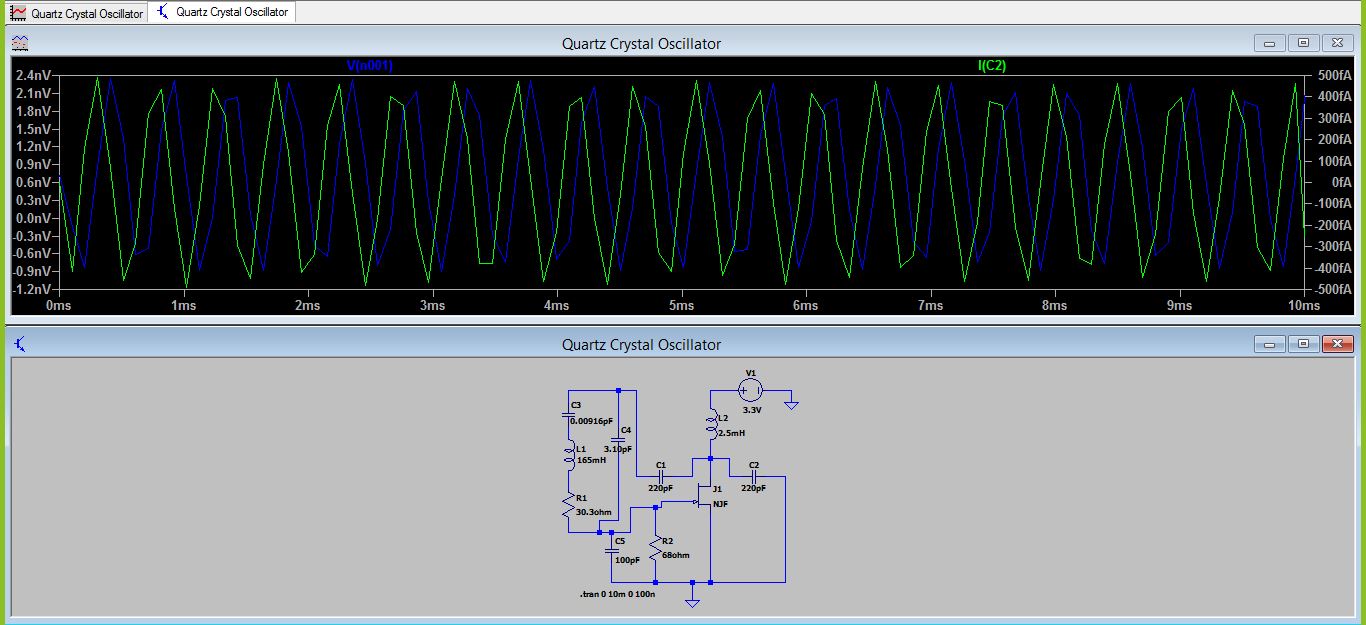 Quartz Crystal Oscillator
Quartz Crystal Oscillator
Quartz Crystal Oscillator
V(n001)
I(C2)
2.4nV
2.1nV
1.8nV
1.5nV
1.2nV
0.9nV
0.6nV
0.3nV
0.0nV
-0.3nV
-0.6nV
-0.9nV
-1.2nV
500fA
400fA
300fA
200fA
100fA
0fA
-100fA
-200fA
-300fA
-400fA
-500fA
0ms 1ms 2ms 3ms 4ms 5ms 6ms 7ms 8ms 9ms 10ms
Quartz Crystal Oscillator
V1
3.3V
C3
0.00916pF
L2
2.5mH
C4
3.10pF
L1
165mH
C1
220pF
C2
220pF
J1
NJF
R1
30.3ohm
C5
100pF
R2
68ohm
.tran 0 10m 0 100n